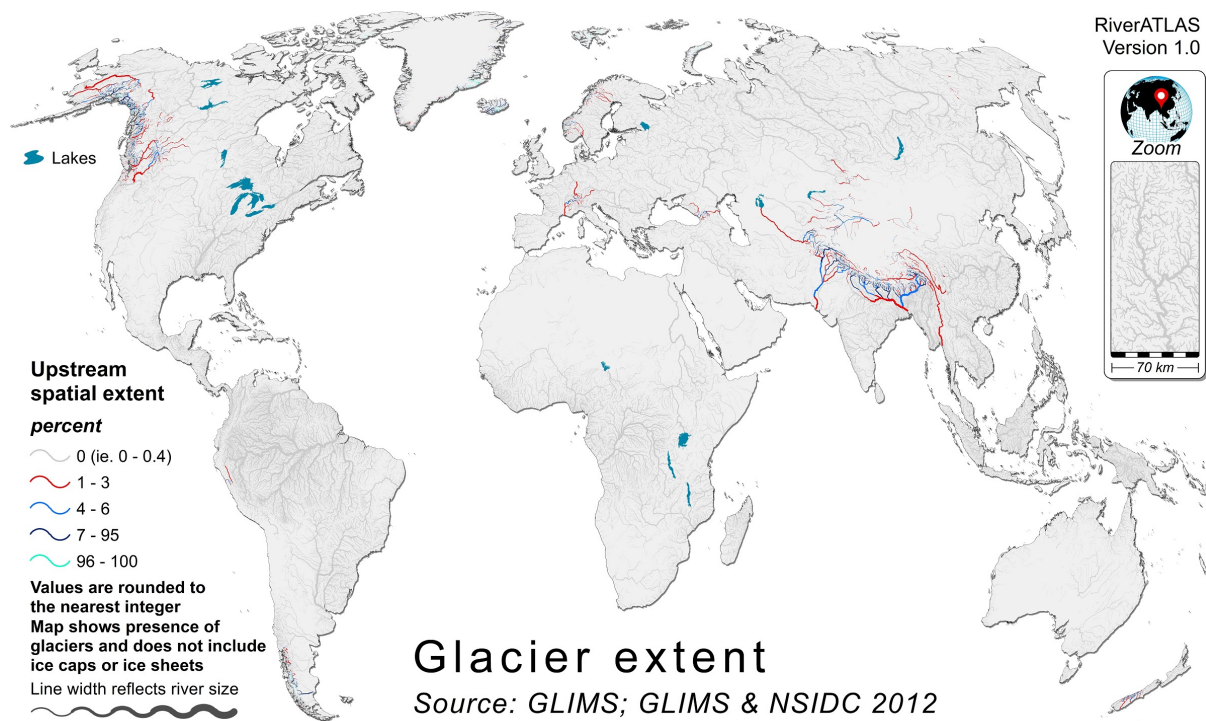 RiverATLAS
Version 1.0
Zoom
70 km
Lakes
Upstream
spatial extent
percent
0 (ie. 0 - 0.4)
1 - 3
4 - 6
7 - 95
96 - 100
Values are rounded to
the nearest integer
Map shows presence of
glaciers and does not include
ice caps or ice sheets
Line width reflects river size
Glacier extent
Source: GLIMS; GLIMS & NSIDC 2012